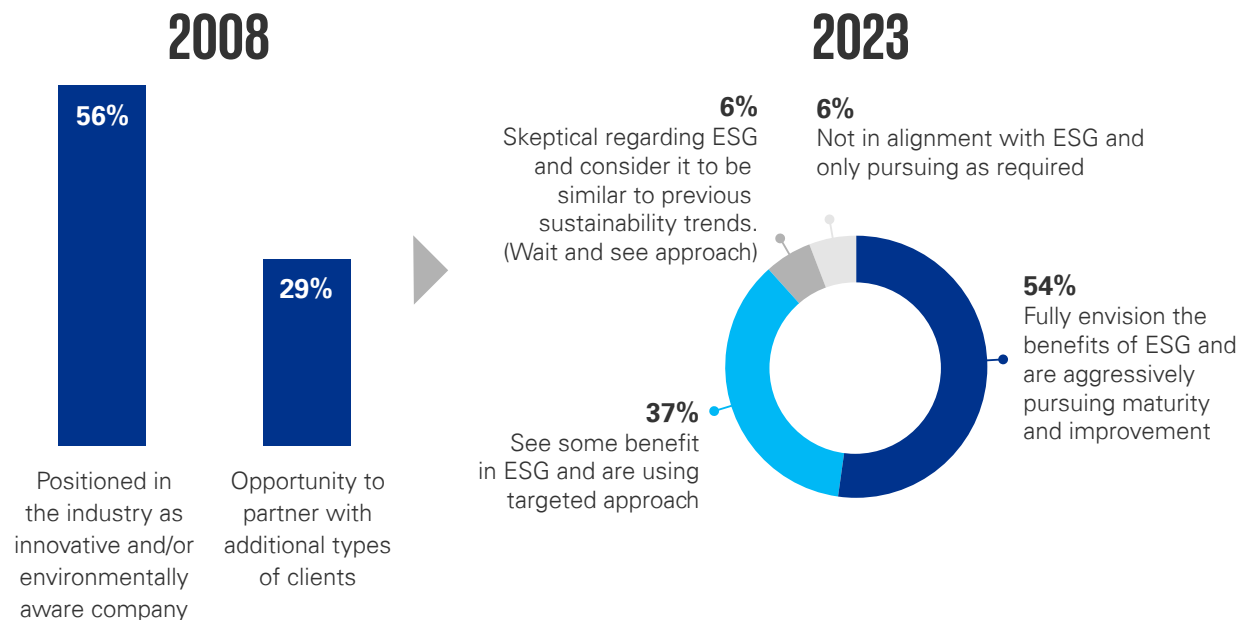 2008
56%
29%
Positioned in
the industry as
innovative and/or
environmentally
aware company
Opportunity to
partner with
additional types
of clients
2023
6%
Skeptical regarding ESG
and consider it to be
similar to previous
sustainability trends.
(Wait and see approach)
6%
Not in alignment with ESG and
only pursuing as required
54%
Fully envision the
benefits of ESG and
are aggressively
pursuing maturity
and improvement
37%
See some benefit
in ESG and are using
targeted approach